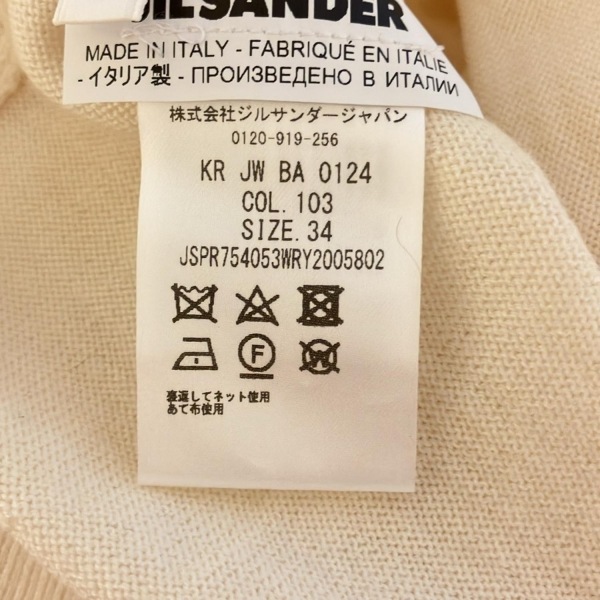 JIL SANDER
MADE IN ITALY - FABRIQUÉ EN ITALIE
- イタリア製 - ПРОИЗВЕДЕНО В ИТАЛИИ
株式会社ジルサンダージャパン
0120-919-256
KR JW BA 0124
COL. 103
SIZE. 34
JSPR754053WRY2005802
F
W
裏返してネット使用
あて布使用